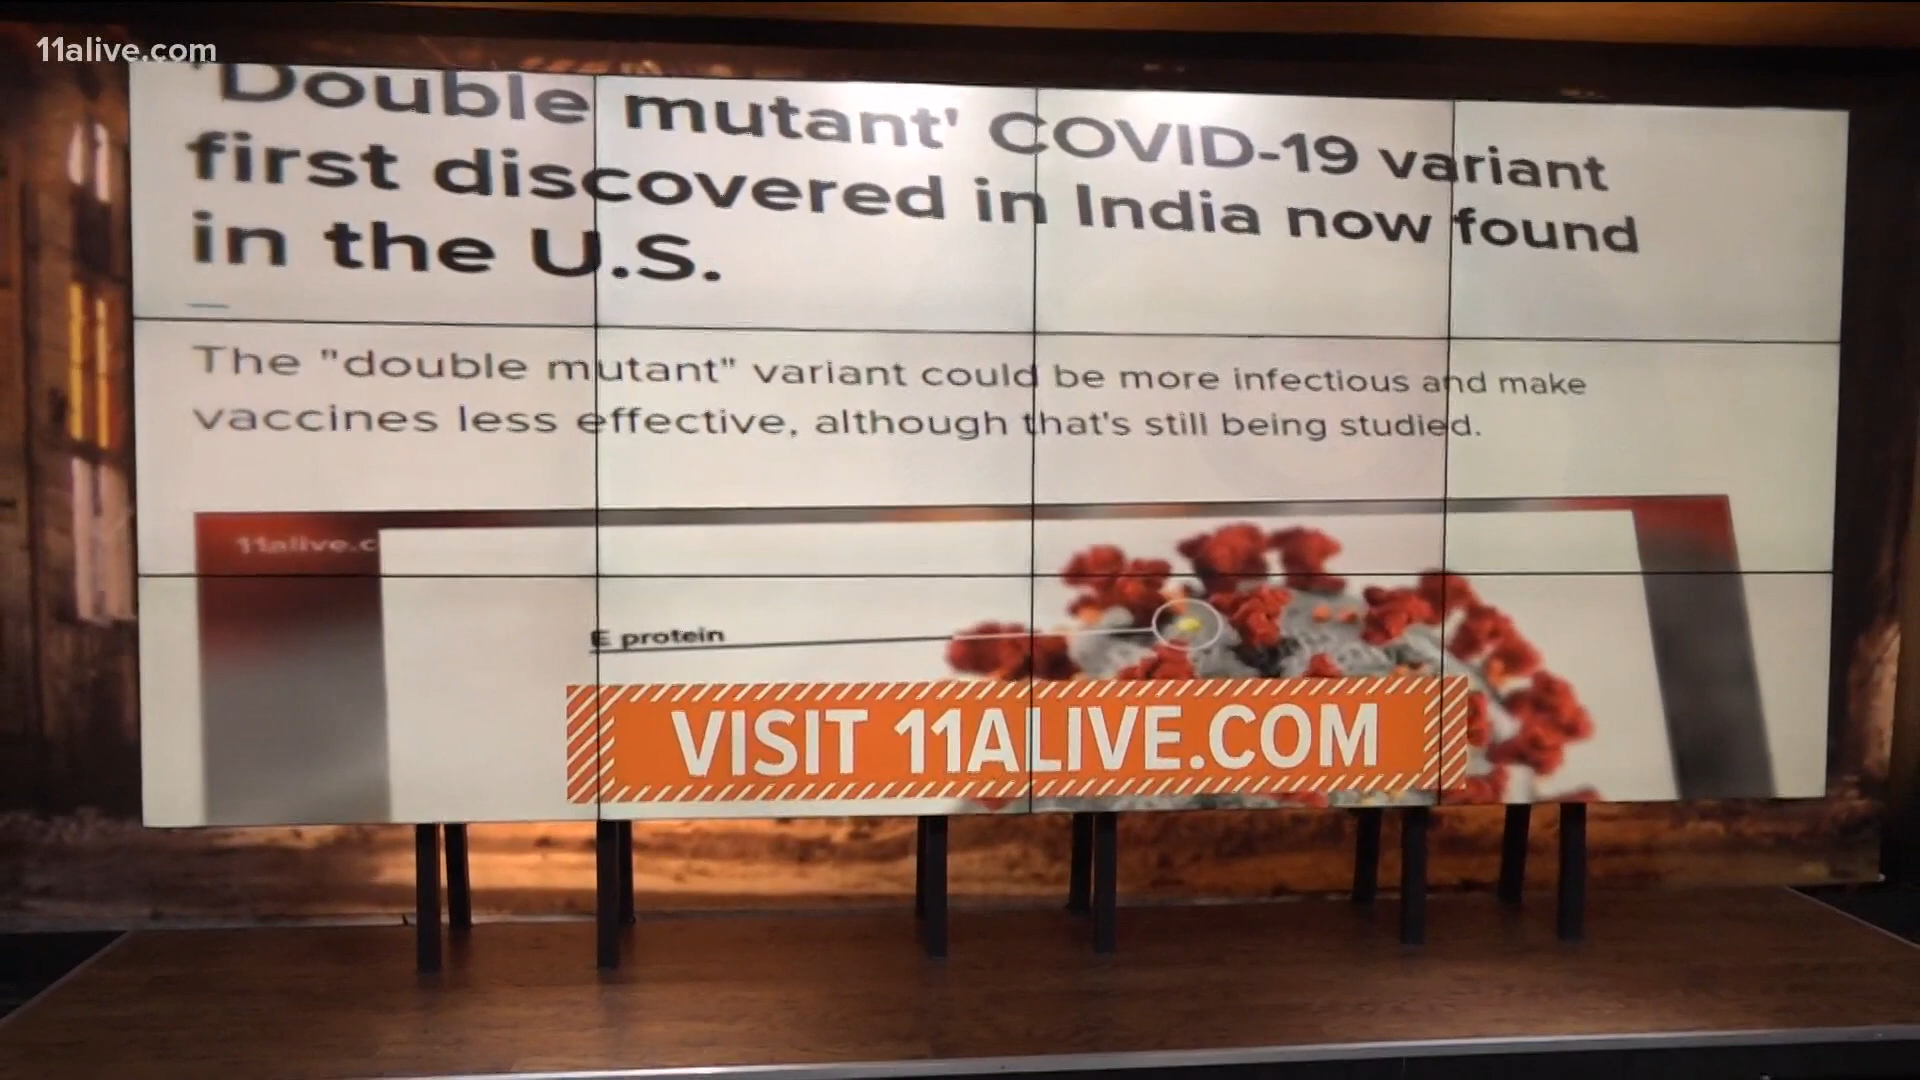 11alive.com
'Double mutant' COVID-19 variant
first discovered in India now found
in the U.S.
The "double mutant" variant could be more infectious and make
vaccines less effective, although that's still being studied.
11alive.c
E protein
VISIT 11ALIVE.COM